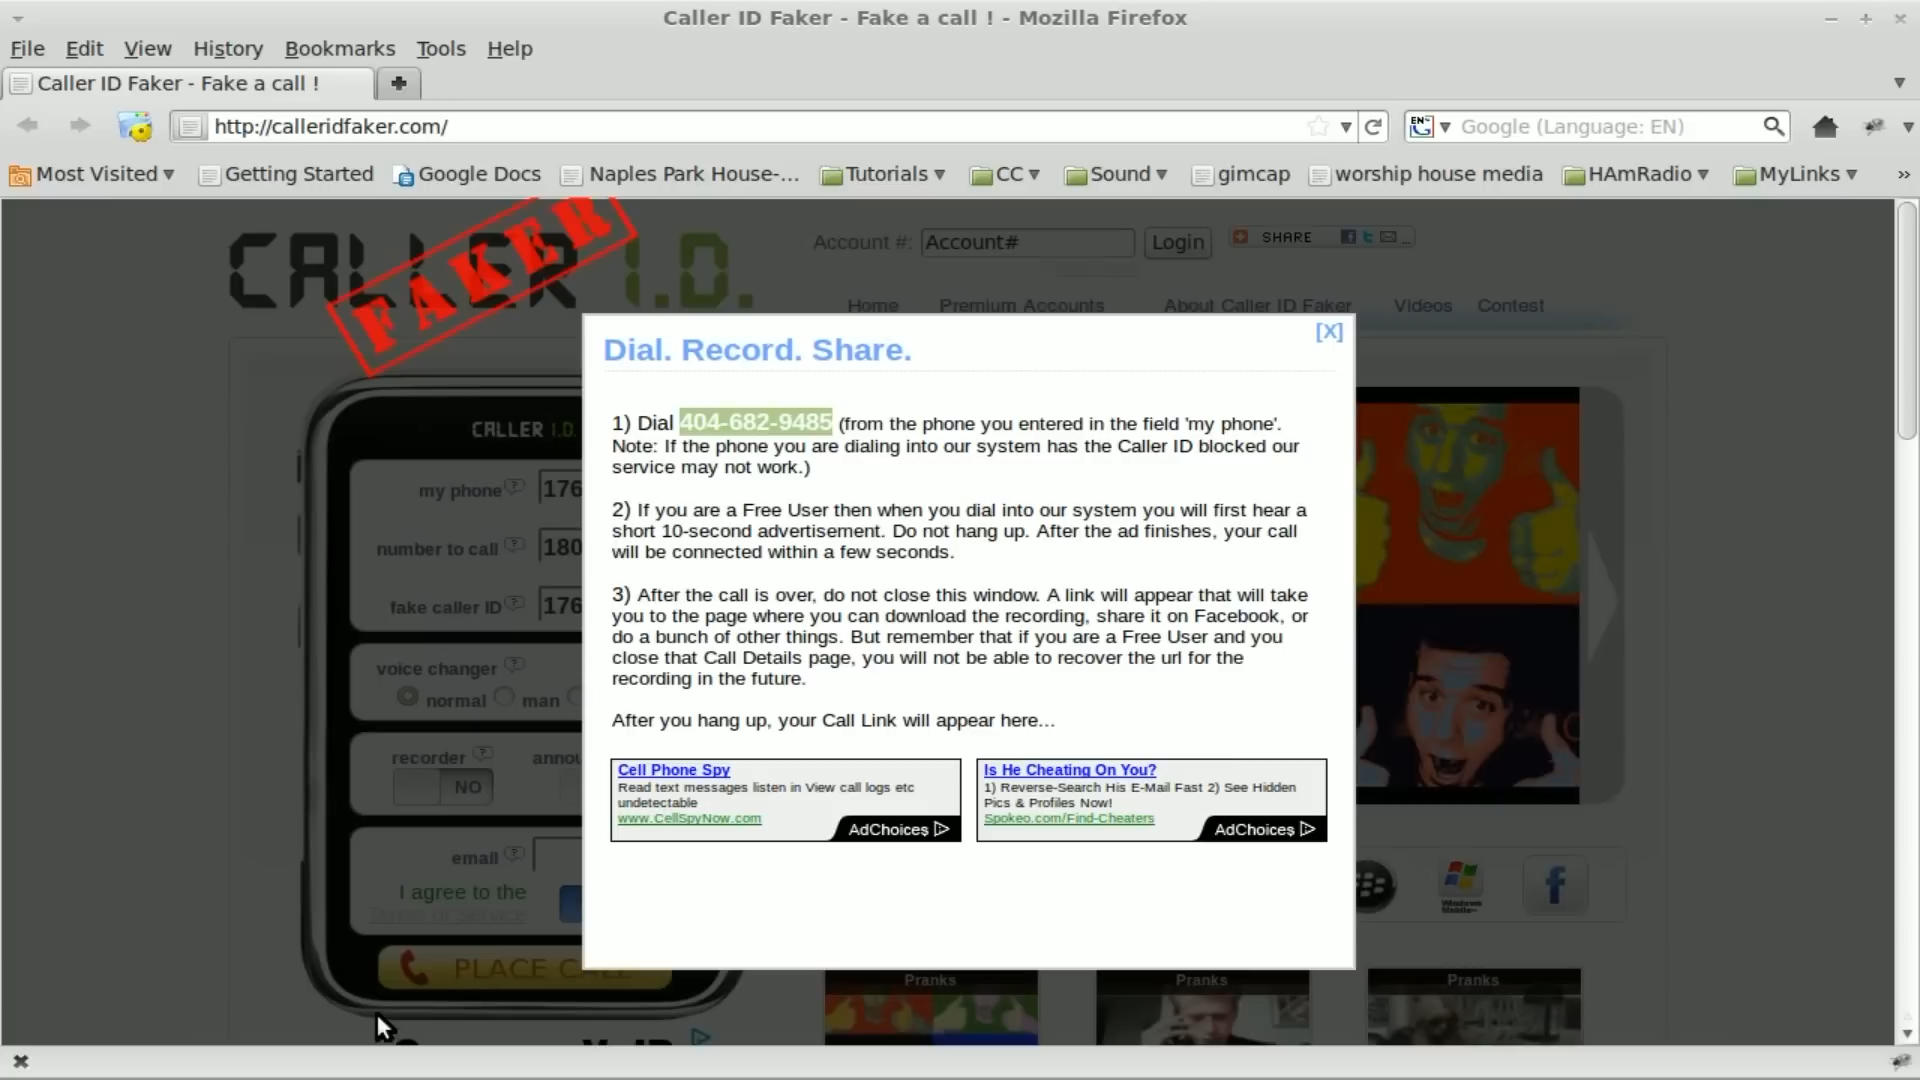 Caller ID Faker - Fake a call ! - Mozilla Firefox
File Edit View History Bookmarks Tools Help
Caller ID Faker - Fake a call !
http://calleridfaker.com/
Google (Language: EN)
Most Visited Getting Started Google Docs Naples Park House-... Tutorials CC Sound gimcap worship house media HAmRadio MyLinks »
CALLER I.D.
FAKER
Account #: Account# Login SHARE
Home Premium Accounts About Caller ID Faker Videos Contest
[X]
Dial. Record. Share.
1) Dial 404-682-9485 (from the phone you entered in the field 'my phone'.
Note: If the phone you are dialing into our system has the Caller ID blocked our
service may not work.)
2) If you are a Free User then when you dial into our system you will first hear a
short 10-second advertisement. Do not hang up. After the ad finishes, your call
will be connected within a few seconds.
3) After the call is over, do not close this window. A link will appear that will take
you to the page where you can download the recording, share it on Facebook, or
do a bunch of other things. But remember that if you are a Free User and you
close that Call Details page, you will not be able to recover the url for the
recording in the future.
After you hang up, your Call Link will appear here...
Cell Phone Spy
Read text messages listen in View call logs etc
undetectable
www.CellSpyNow.com
AdChoices
Is He Cheating On You?
1) Reverse-Search His E-Mail Fast 2) See Hidden
Pics & Profiles Now!
Spokeo.com/Find-Cheaters
AdChoices
CALLER I.D.
my phone 176
number to call 180
fake caller ID 176
voice changer
normal man
recorder
NO
email
I agree to the
Terms of Service
PLACE
Windows Mobile
Pranks Pranks Pranks